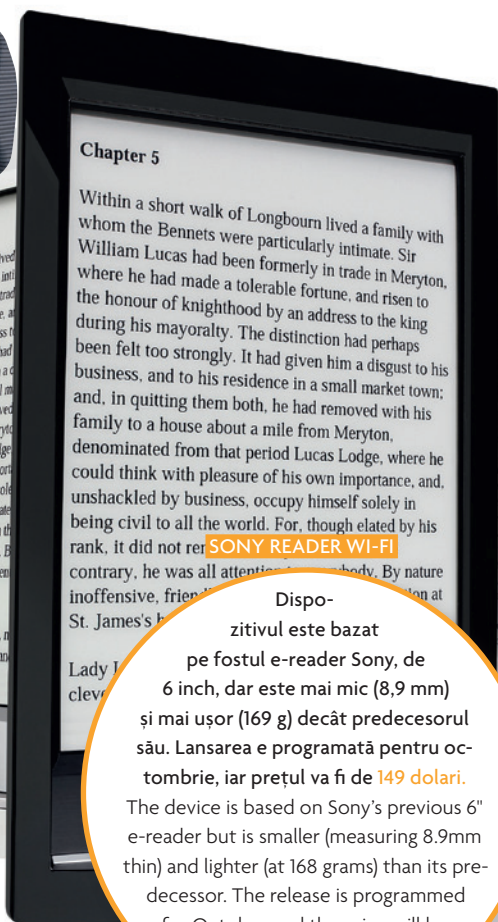 Chapter 5
Within a short walk of Longbourn lived a family with
whom the Bennets were particularly intimate. Sir
William Lucas had been formerly in trade in Meryton,
where he had made a tolerable fortune, and risen to
the honour of knighthood by an address to the king
during his mayoralty. The distinction had perhaps
been felt too strongly. It had given him a disgust to his
business, and to his residence in a small market town;
and, in quitting them both, he had removed with his
family to a house about a mile from Meryton,
denominated from that period Lucas Lodge, where he
could think with pleasure of his own importance, and,
unshackled by business, occupy himself solely in
being civil to all the world. For, though elated by his
rank, it did not
contrary, he was all By nature
inoffensive, at
St. James's
Lady
SONY READER WI-FI
Dispo-
zitivul este bazat
pe fostul e-reader Sony, de
6 inch, dar este mai mic (8,9 mm)
și mai ușor (169 g) decât predecesorul
său. Lansarea e programată pentru oc-
tombrie, iar prețul va fi de 149 dolari.
The device is based on Sony's previous 6"
e-reader but is smaller (measuring 8.9mm
thin) and lighter (at 168 grams) than its pre-
decessor. The release is programmed